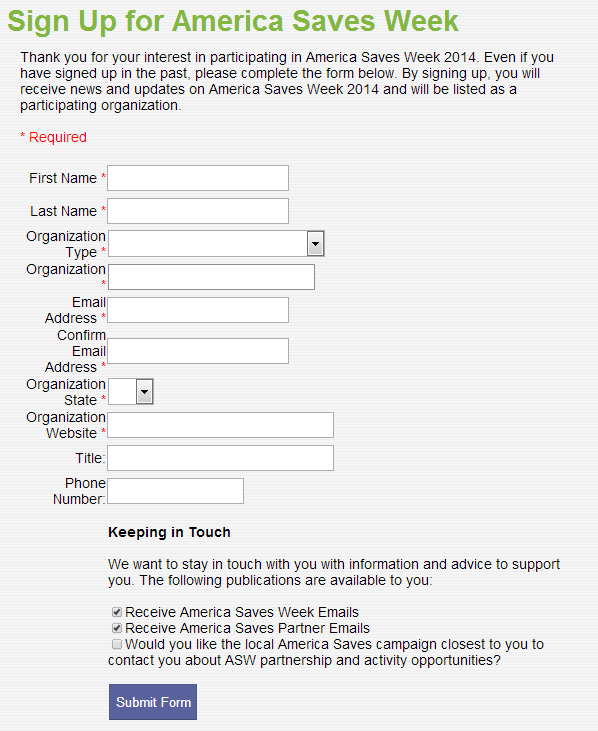 Sign Up for America Saves Week
Thank you for your interest in participating in America Saves Week 2014. Even if you
have signed up in the past, please complete the form below. By signing up, you will
receive news and updates on America Saves Week 2014 and will be listed as a
participating organization.
* Required
First Name *
Last Name *
Organization
Type *
Organization
*
Email
Address *
Confirm
Email
Address *
Organization
State *
Organization
Website *
Title:
Phone
Number:
Keeping in Touch
We want to stay in touch with you with information and advice to support
you. The following publications are available to you:
Receive America Saves Week Emails
Receive America Saves Partner Emails
Would you like the local America Saves campaign closest to you to
contact you about ASW partnership and activity opportunities?
Submit Form